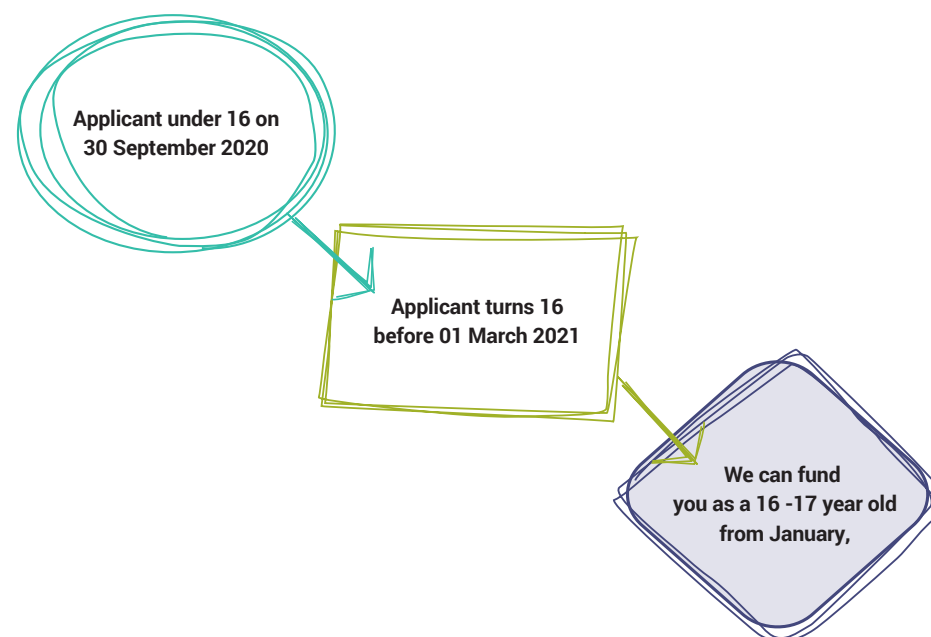 Applicant under 16 on
30 September 2020
Applicant turns 16
before 01 March 2021
We can fund
you as a 16 -17 year old
from January,